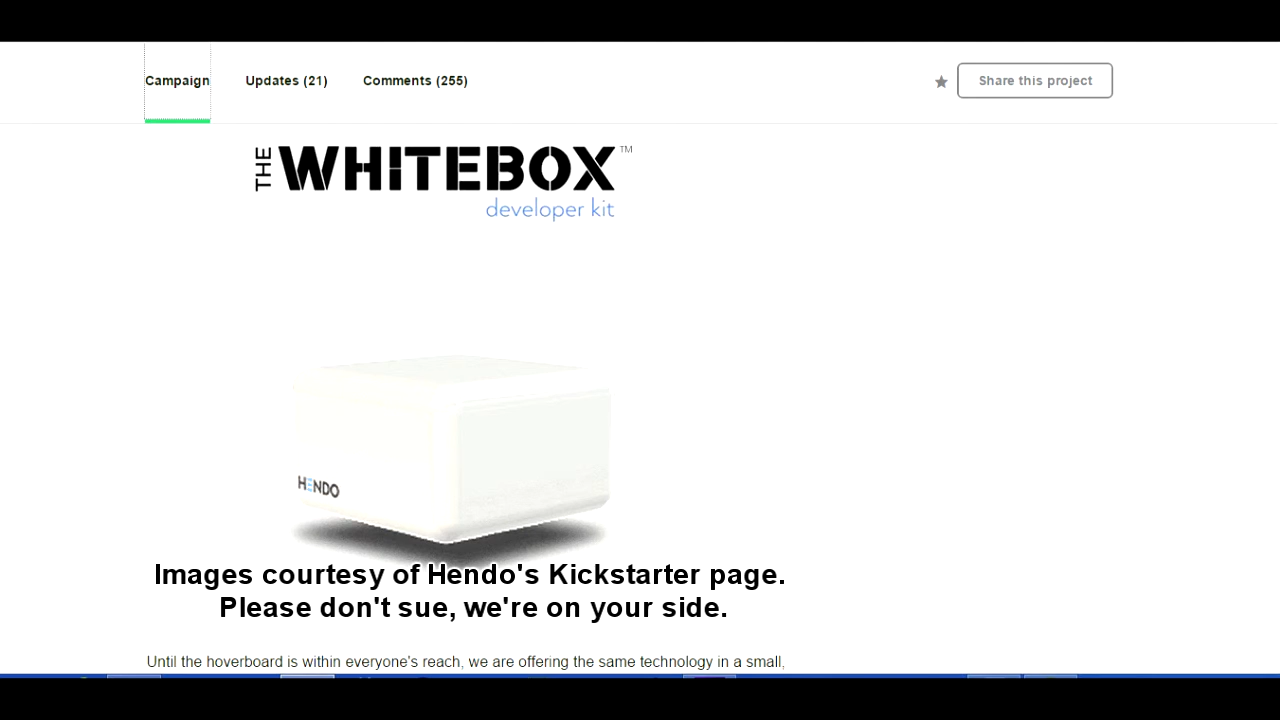 Campaign Updates (21) Comments (255) Share this project
THE WHITEBOX™
developer kit
HENDO
Images courtesy of Hendo's Kickstarter page.
Please don't sue, we're on your side.
Until the hoverboard is within everyone's reach, we are offering the same technology in a small,